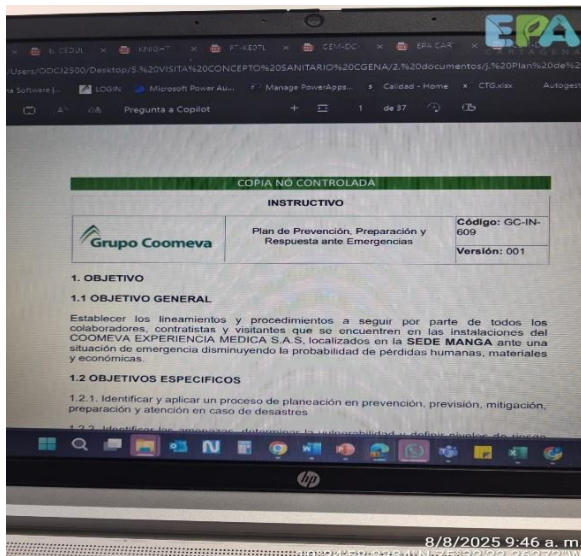 EPA
CARTAGENA
LOGIN
Microsoft Power Au...
Manage PowerApps...
Calidad - Home
CTG.xlsx
Autogest
Pregunta a Copilot
1 de 37
COPIA NO CONTROLADA
INSTRUCTIVO
Grupo Coomeva
Plan de Prevención, Preparación y
Respuesta ante Emergencias
Código: GC-IN-
609
Versión: 001
1. OBJETIVO
1.1 OBJETIVO GENERAL
Establecer los lineamientos y procedimientos a seguir por parte de todos los
colaboradores, contratistas y visitantes que se encuentren en las instalaciones del
COOMEVA EXPERIENCIA MEDICA S.A.S, localizados en la SEDE MANGA ante una
situación de emergencia disminuyendo la probabilidad de pérdidas humanas, materiales
y económicas.
1.2 OBJETIVOS ESPECIFICOS
1.2.1. Identificar y aplicar un proceso de planeación en prevención, previsión, mitigación,
preparación y atención en caso de desastres
hp
8/8/2025 9:46 a. m.